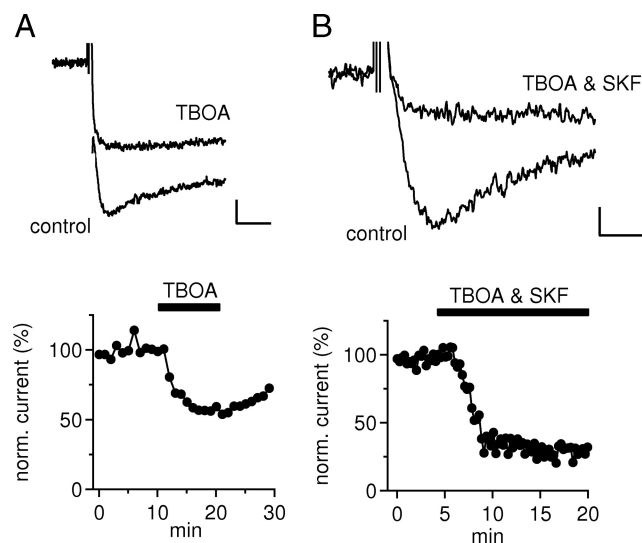 A
TBOA
control
B
TBOA & SKF
control
TBOA
norm. current (%)
100
50
0
0
10
20
30
min
TBOA & SKF
norm. current (%)
100
50
0
0
5
10
15
20
min